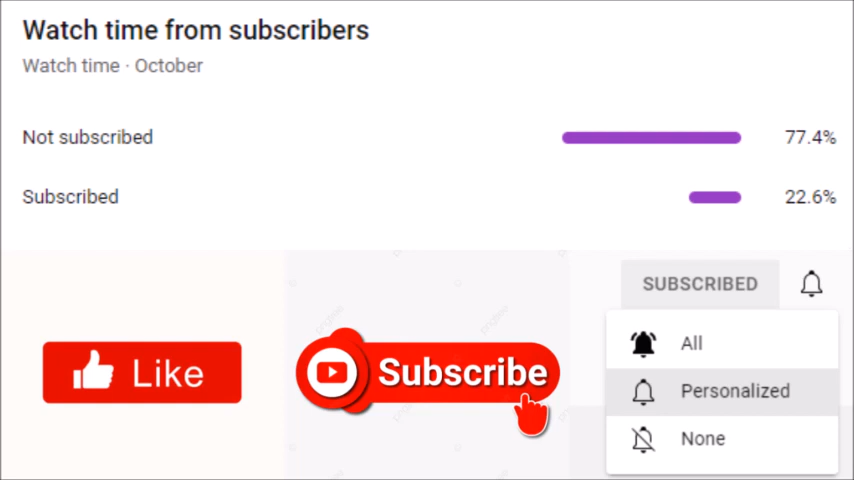 Watch time from subscribers
Watch time · October
Not subscribed 77.4%
Subscribed 22.6%
Like
Subscribe
SUBSCRIBED
All
Personalized
None